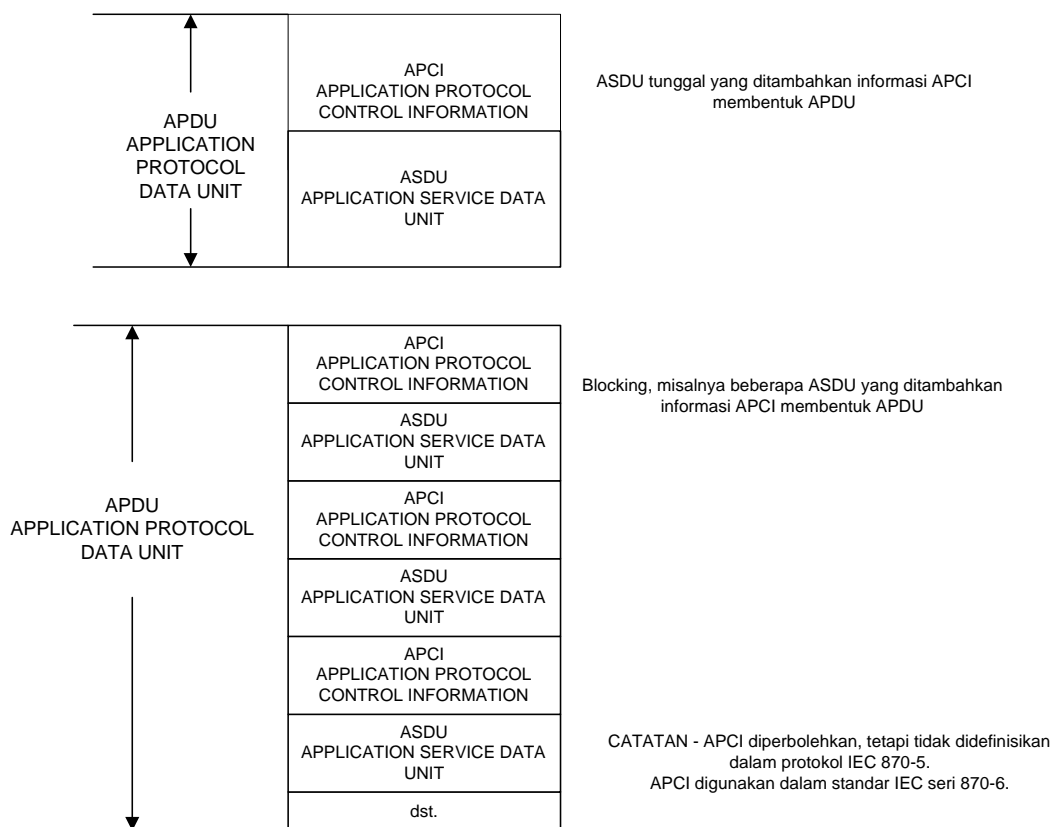 APDU
APPLICATION
PROTOCOL
DATA UNIT
APCI
APPLICATION PROTOCOL
CONTROL INFORMATION
ASDU
APPLICATION SERVICE DATA
UNIT
ASDU tunggal yang ditambahkan informasi APCI
membentuk APDU
APDU
APPLICATION PROTOCOL
DATA UNIT
APCI
APPLICATION PROTOCOL
CONTROL INFORMATION
ASDU
APPLICATION SERVICE DATA
UNIT
APCI
APPLICATION PROTOCOL
CONTROL INFORMATION
ASDU
APPLICATION SERVICE DATA
UNIT
APCI
APPLICATION PROTOCOL
CONTROL INFORMATION
ASDU
APPLICATION SERVICE DATA
UNIT
dst.
Blocking, misalnya beberapa ASDU yang ditambahkan
informasi APCI membentuk APDU
CATATAN - APCI diperbolehkan, tetapi tidak didefinisikan
dalam protokol IEC 870-5.
APCI digunakan dalam standar IEC seri 870-6.